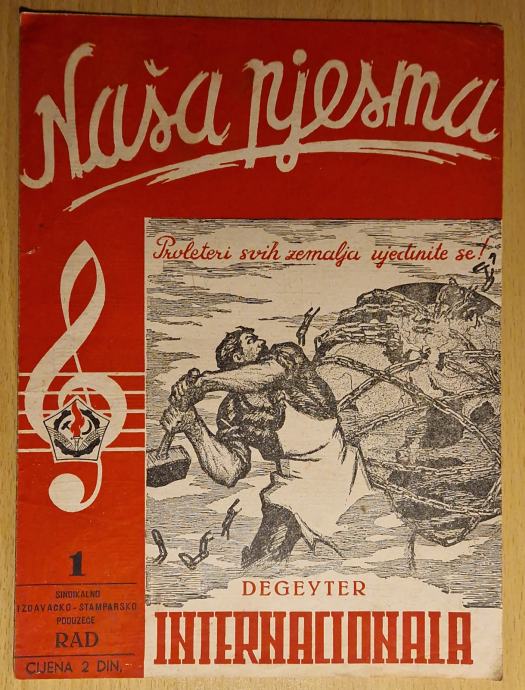 Naša pjesma
Proleteri svih zemalja ujedinite se!
1
SINDIKALNO
IZDAVAČKO-ŠTAMPARSKO
PODUZEĆE
RAD
CIJENA 2 DIN,-
DEGEYTER
INTERNACIONALA